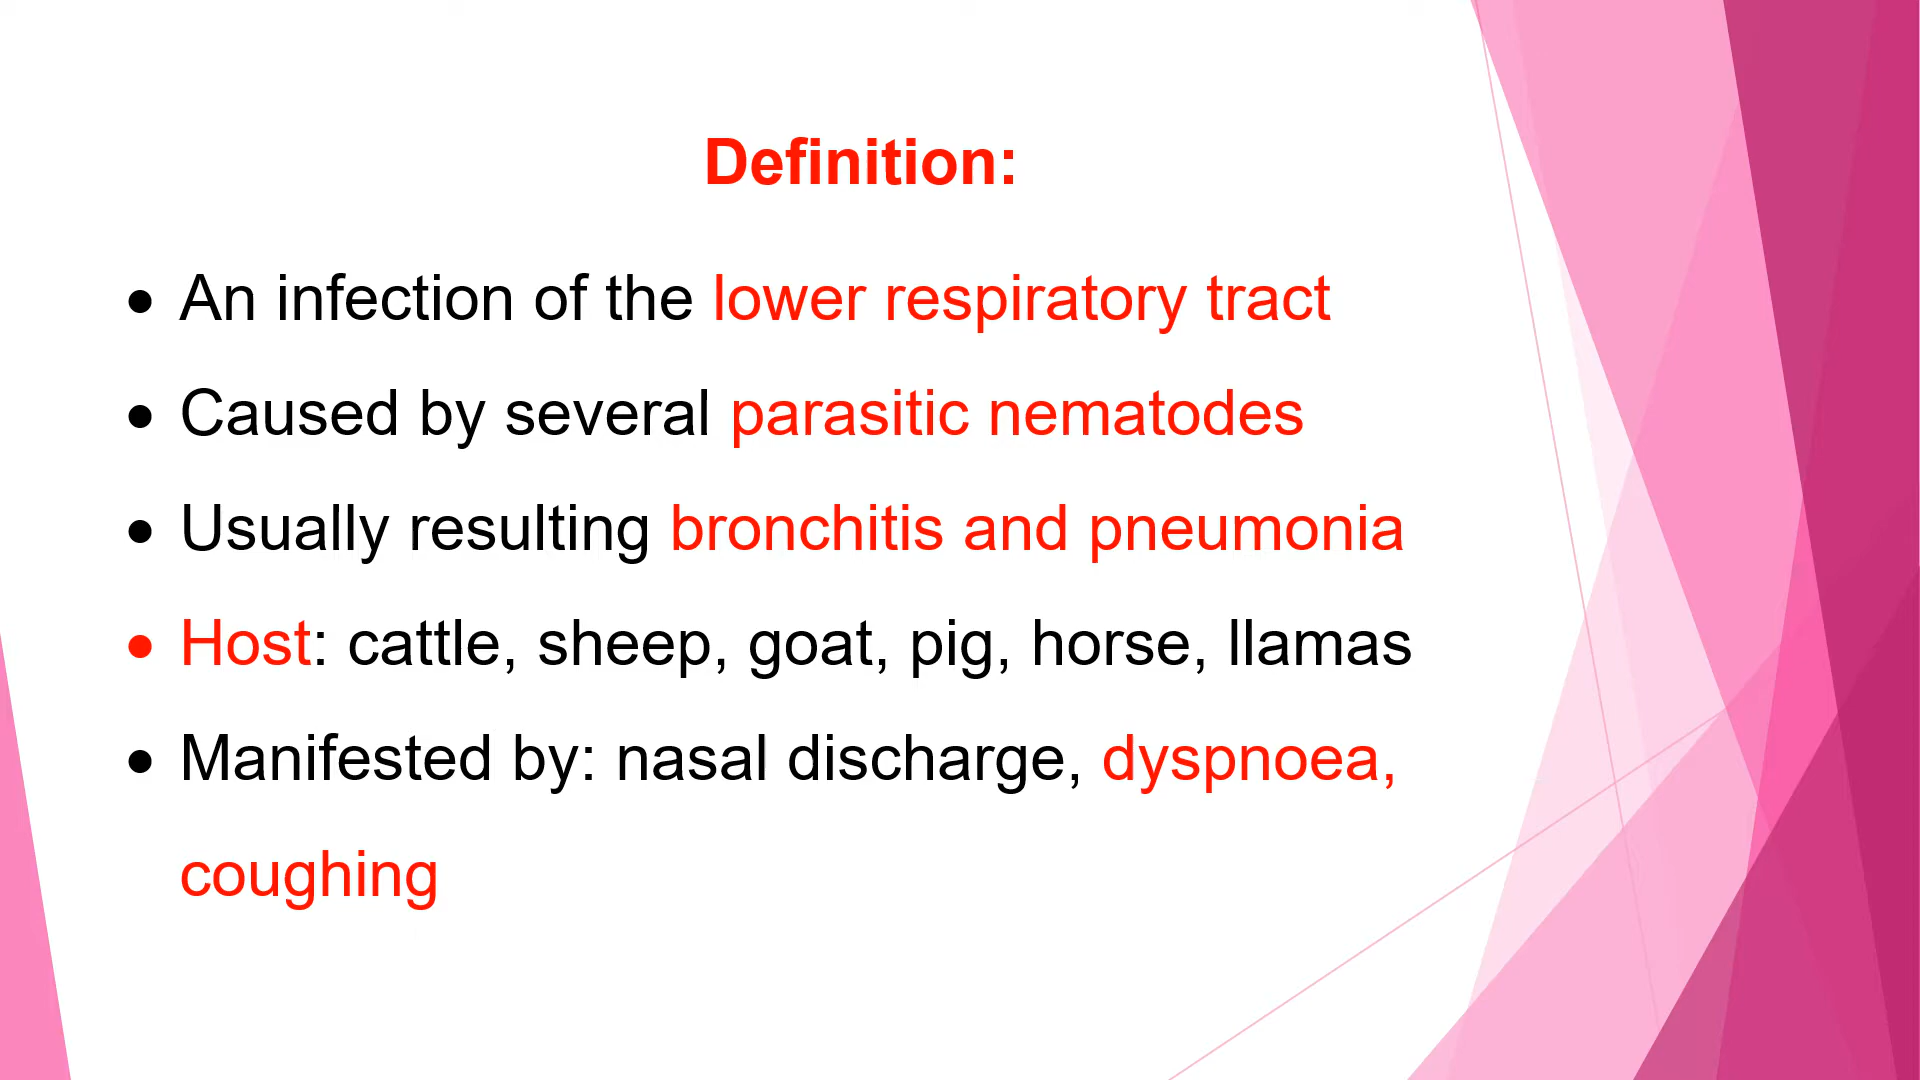 Definition:
• An infection of the lower respiratory tract
• Caused by several parasitic nematodes
• Usually resulting bronchitis and pneumonia
• Host: cattle, sheep, goat, pig, horse, llamas
• Manifested by: nasal discharge, dyspnoea,
coughing